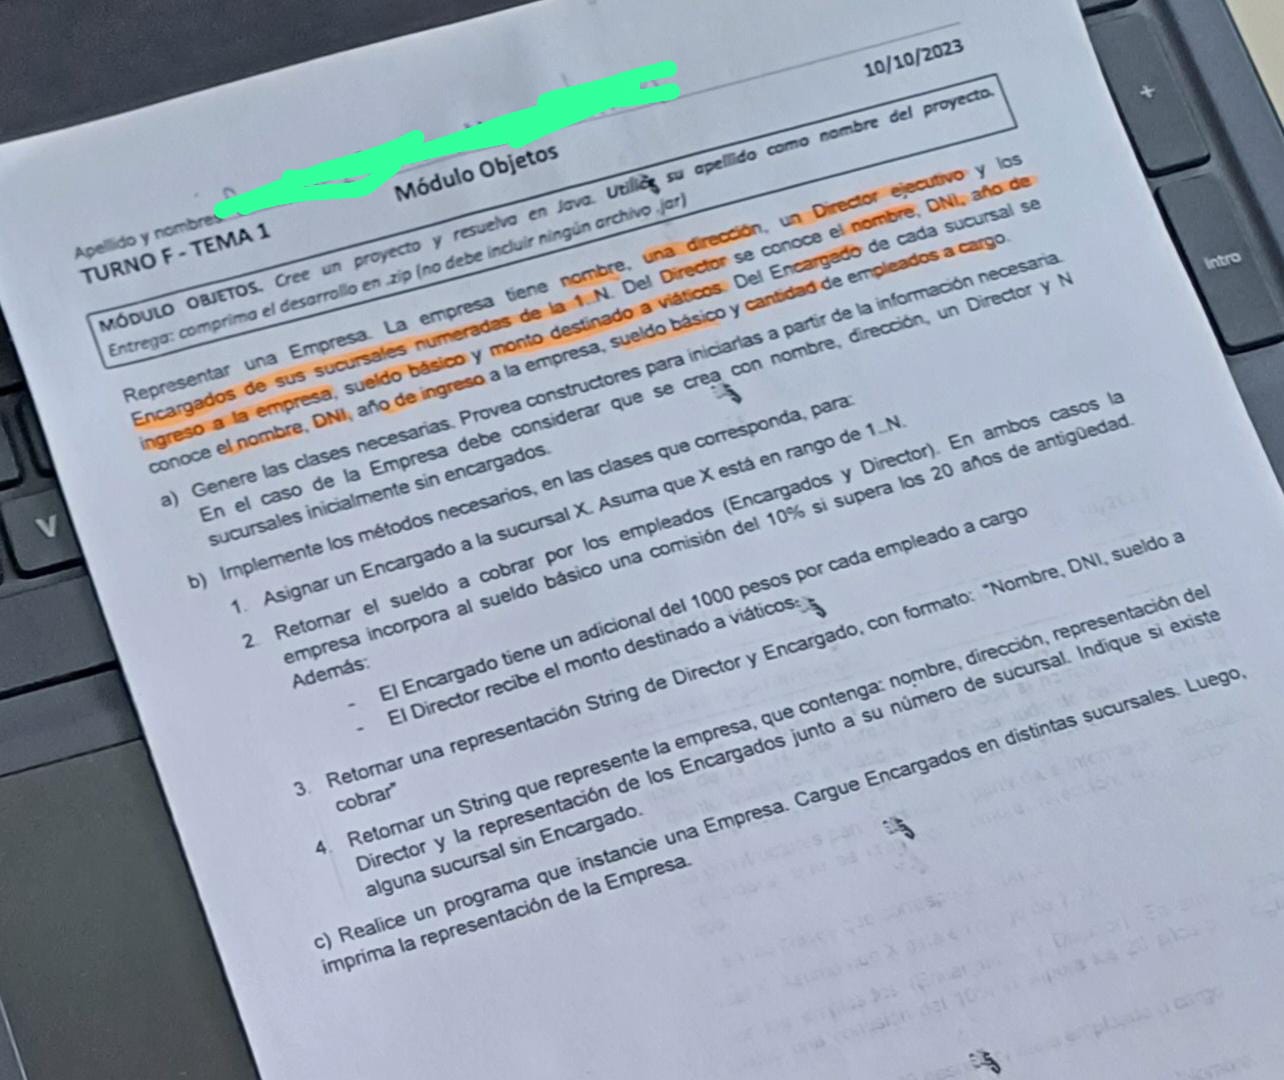 10/10/2023
Apellido y nombres
Módulo Objetos
TURNO F - TEMA 1
MÓDULO OBJETOS. Cree un proyecto y resuelva en Java. Utilice su apellido como nombre del proyecto.
Entrega: comprima el desarrollo en .zip (no debe incluir ningún archivo .jar)
Representar una Empresa. La empresa tiene nombre, una dirección, un Director ejecutivo y los
Encargados de sus sucursales numeradas de la 1..N. Del Director se conoce el nombre, DNI, año de
ingreso a la empresa, sueldo básico y monto destinado a viáticos. Del Encargado de cada sucursal se
conoce el nombre, DNI, año de ingreso a la empresa, sueldo básico y cantidad de empleados a cargo.
a) Genere las clases necesarias. Provea constructores para iniciarlas a partir de la información necesaria.
En el caso de la Empresa debe considerar que se crea con nombre, dirección, un Director y N
sucursales inicialmente sin encargados.
b) Implemente los métodos necesarios, en las clases que corresponda, para:
1. Asignar un Encargado a la sucursal X. Asuma que X está en rango de 1..N.
2. Retornar el sueldo a cobrar por los empleados (Encargados y Director). En ambos casos la
empresa incorpora al sueldo básico una comisión del 10% si supera los 20 años de antigüedad.
Además:
- El Encargado tiene un adicional del 1000 pesos por cada empleado a cargo
- El Director recibe el monto destinado a viáticos.
3. Retornar una representación String de Director y Encargado, con formato: "Nombre, DNI, sueldo a
cobrar"
4. Retornar un String que represente la empresa, que contenga: nombre, dirección, representación del
Director y la representación de los Encargados junto a su número de sucursal. Indique si existe
alguna sucursal sin Encargado.
c) Realice un programa que instancie una Empresa. Cargue Encargados en distintas sucursales. Luego,
imprima la representación de la Empresa.
+
Intro
V